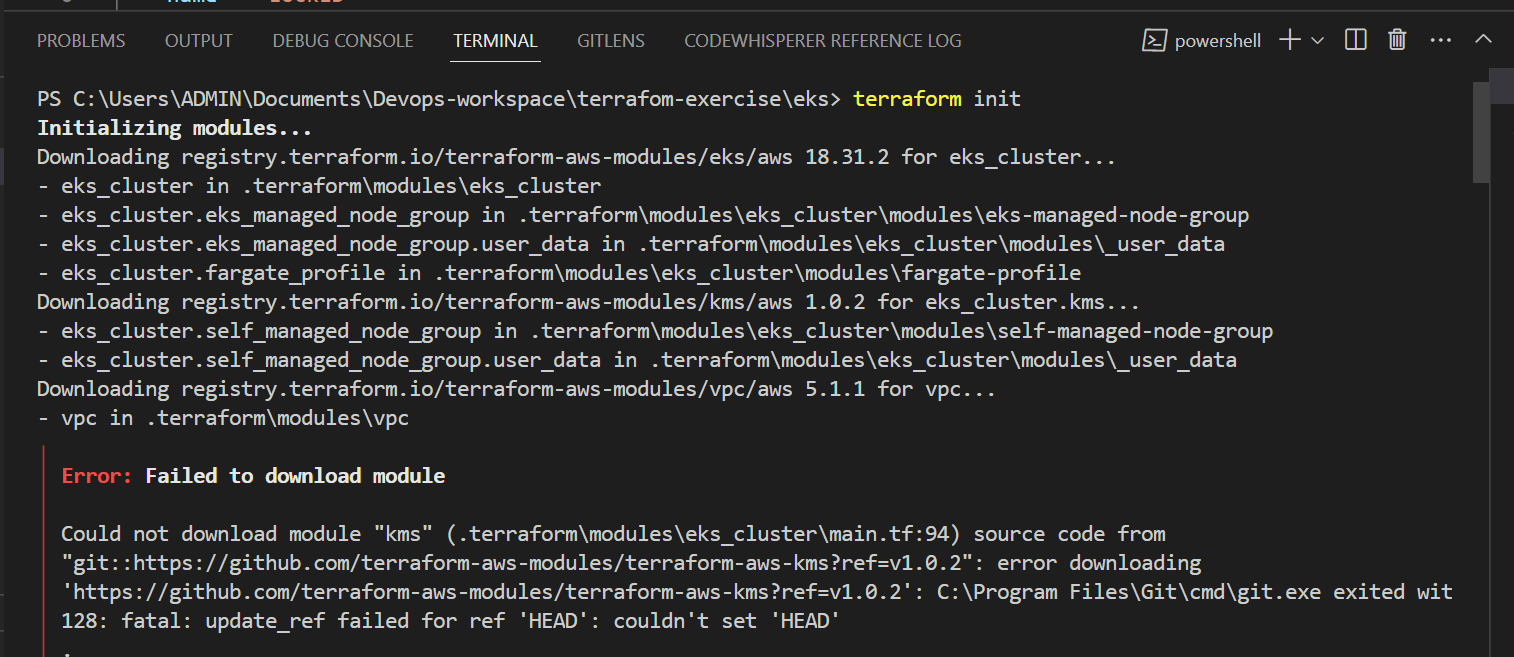 PROBLEMS OUTPUT DEBUG CONSOLE TERMINAL GITLENS CODEWHISPERER REFERENCE LOG powershell
PS C:\Users\ADMIN\Documents\Devops-workspace\terrafom-exercise\eks> terraform init
Initializing modules...
Downloading registry.terraform.io/terraform-aws-modules/eks/aws 18.31.2 for eks_cluster...
- eks_cluster in .terraform\modules\eks_cluster
- eks_cluster.eks_managed_node_group in .terraform\modules\eks_cluster\modules\eks-managed-node-group
- eks_cluster.eks_managed_node_group.user_data in .terraform\modules\eks_cluster\modules\_user_data
- eks_cluster.fargate_profile in .terraform\modules\eks_cluster\modules\fargate-profile
Downloading registry.terraform.io/terraform-aws-modules/kms/aws 1.0.2 for eks_cluster.kms...
- eks_cluster.self_managed_node_group in .terraform\modules\eks_cluster\modules\self-managed-node-group
- eks_cluster.self_managed_node_group.user_data in .terraform\modules\eks_cluster\modules\_user_data
Downloading registry.terraform.io/terraform-aws-modules/vpc/aws 5.1.1 for vpc...
- vpc in .terraform\modules\vpc
Error: Failed to download module
Could not download module "kms" (.terraform\modules\eks_cluster\main.tf:94) source code from
"git::https://github.com/terraform-aws-modules/terraform-aws-kms?ref=v1.0.2": error downloading
'https://github.com/terraform-aws-modules/terraform-aws-kms?ref=v1.0.2': C:\Program Files\Git\cmd\git.exe exited wit
128: fatal: update_ref failed for ref 'HEAD': couldn't set 'HEAD'